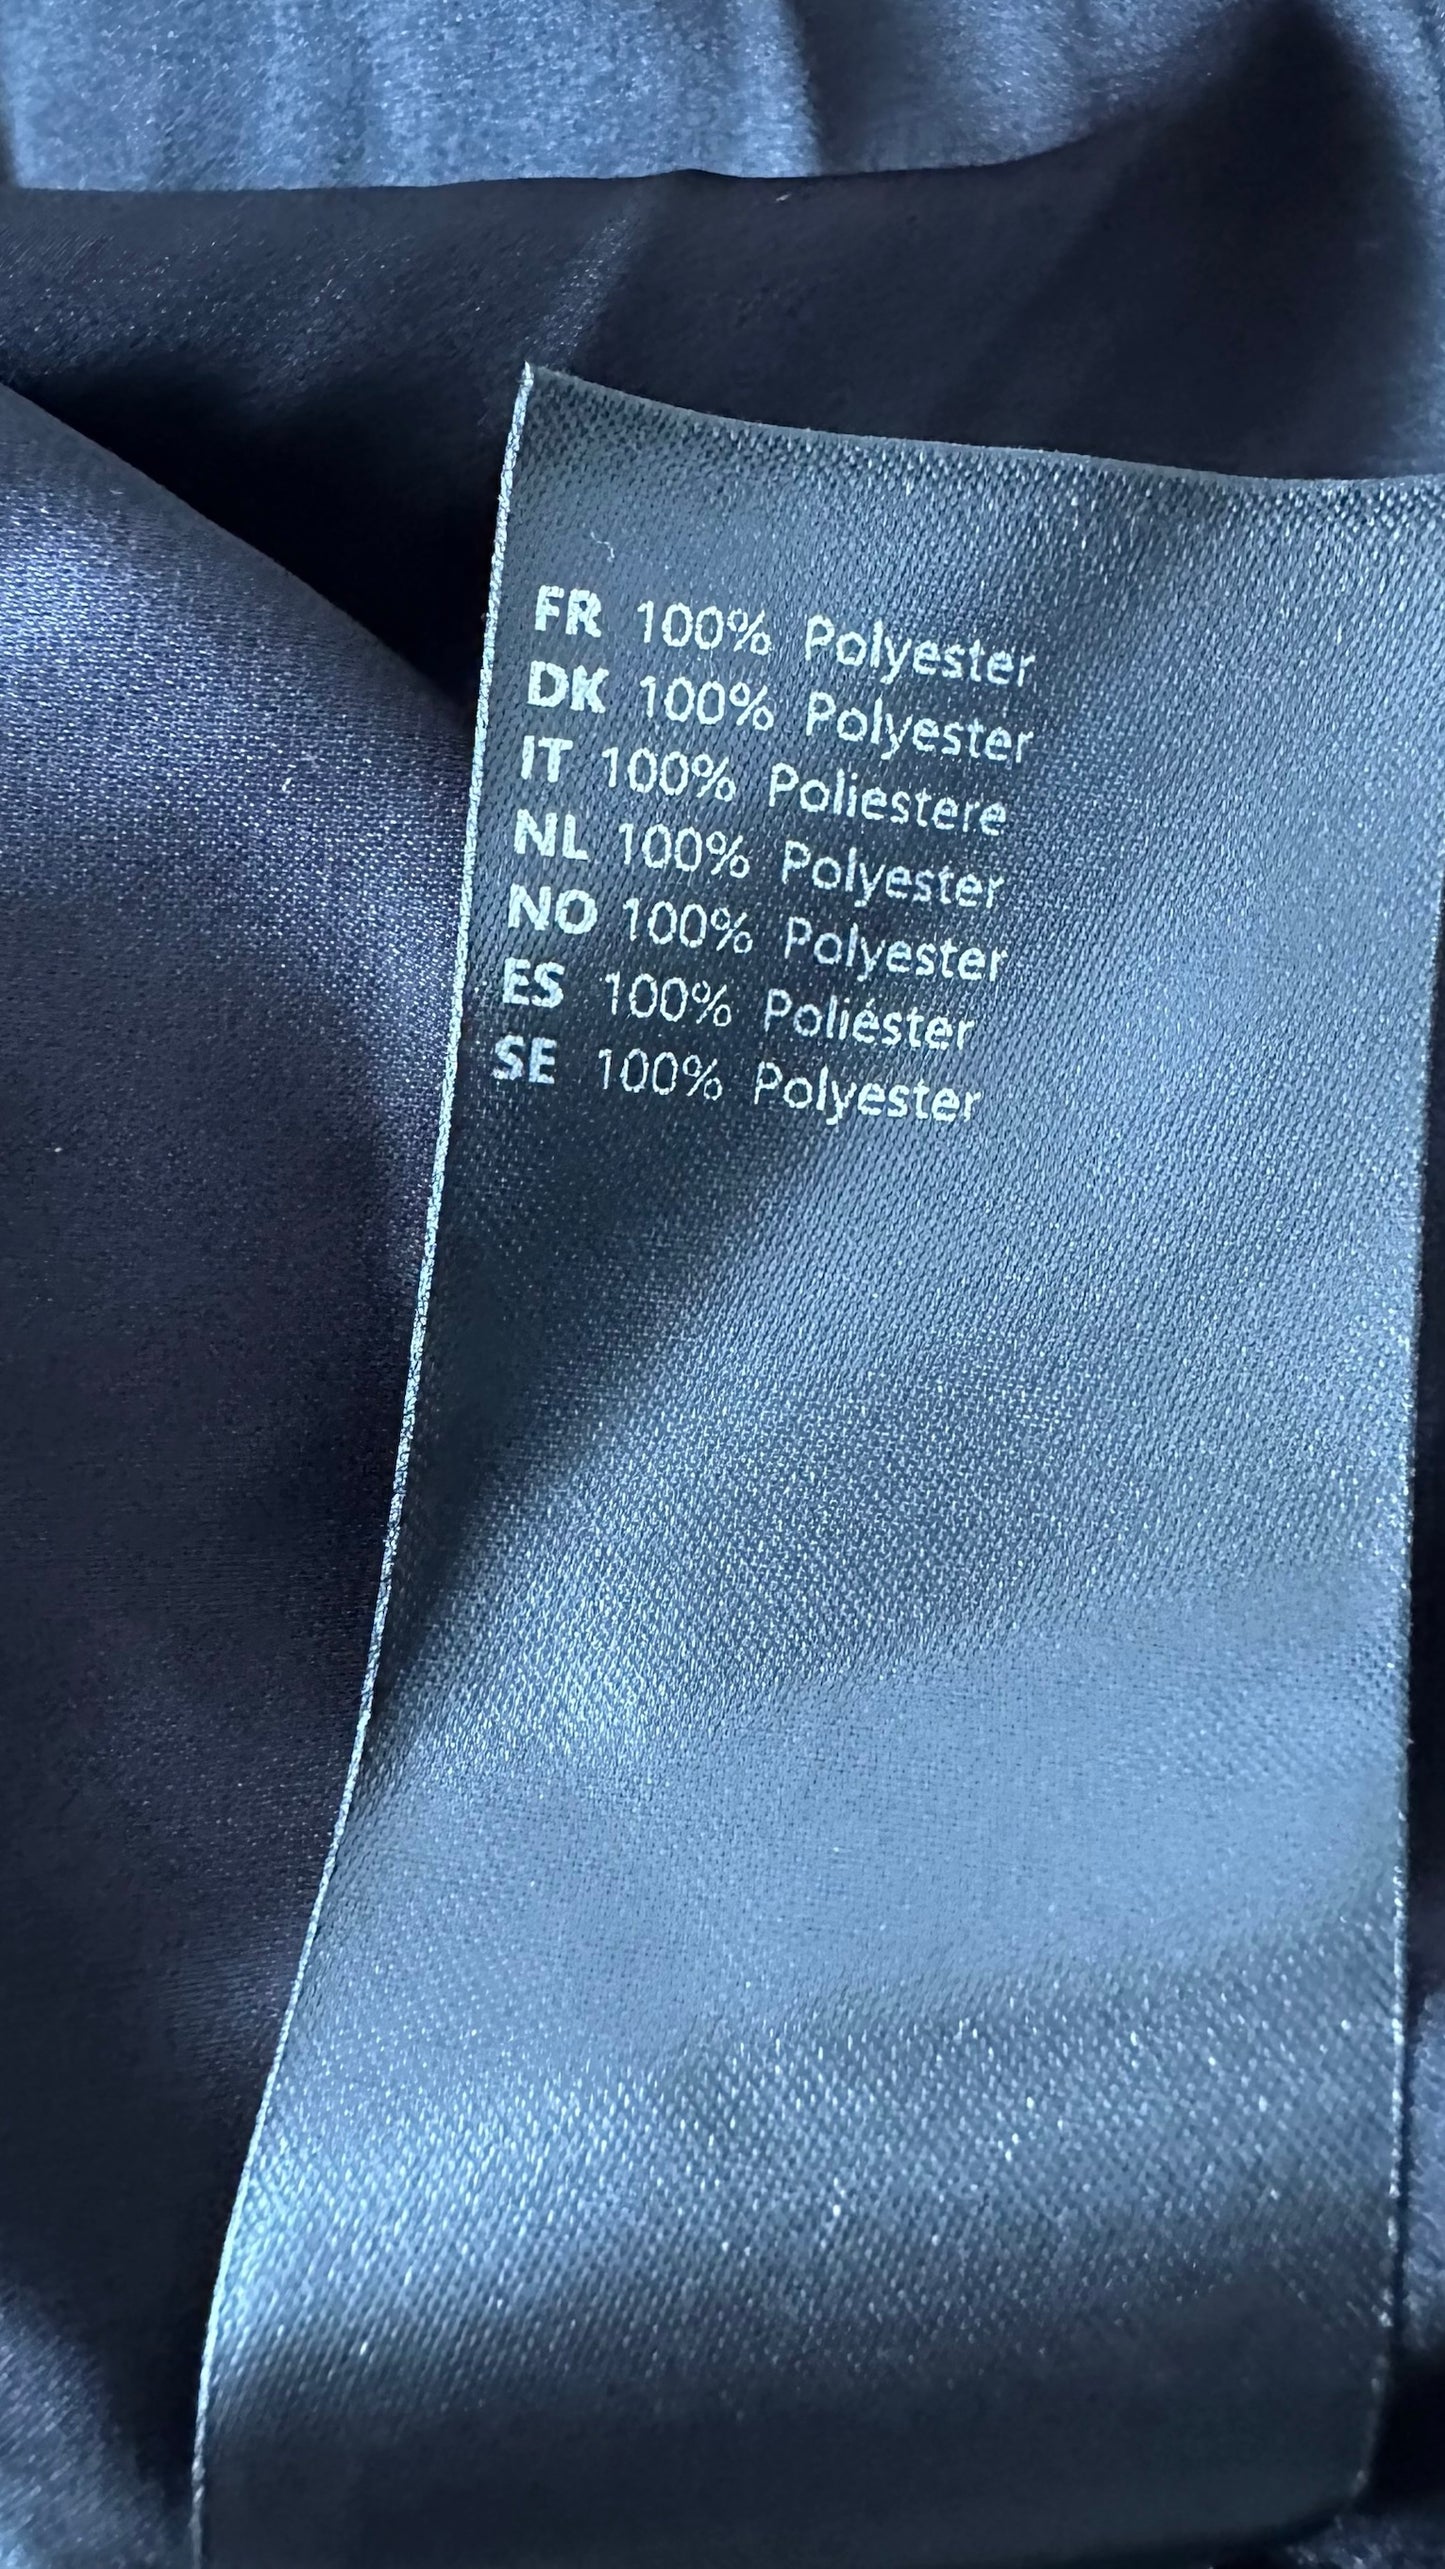 FR 100% Polyester
DK 100% Polyester
IT 100% Poliestere
NL 100% Polyester
NO 100% Polyester
ES 100% Poliéster
SE 100% Polyester